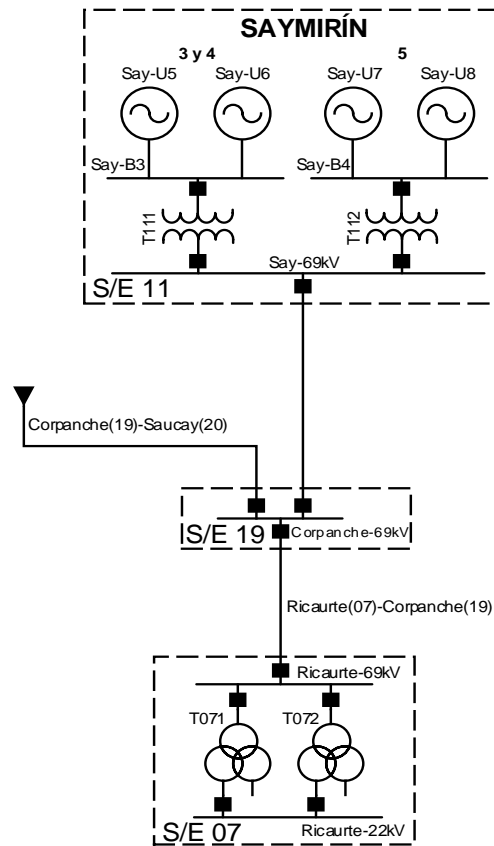 SAYMIRÍN
3 y 4
5
Say-U5
Say-U6
Say-U7
Say-U8
Say-B3
Say-B4
T111
T112
Say-69kV
S/E 11
Corpanche(19)-Saucay(20)
S/E 19
Corpanche-69kV
Ricaurte(07)-Corpanche(19)
Ricaurte-69kV
T071
T072
S/E 07
Ricaurte-22kV